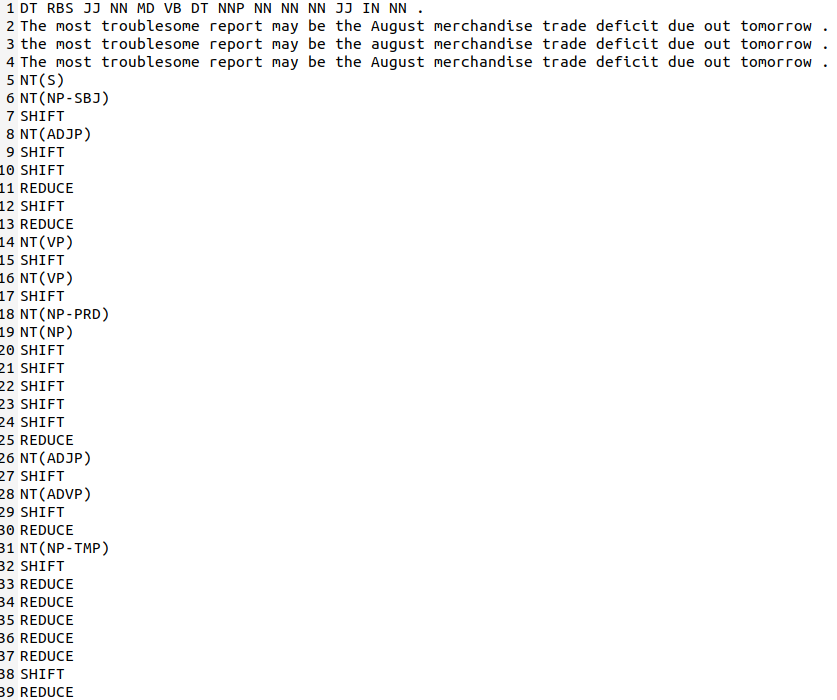 1 DT RBS JJ NN MD VB DT NNP NN NN NN JJ IN NN .
2 The most troublesome report may be the August merchandise trade deficit due out tomorrow .
3 the most troublesome report may be the august merchandise trade deficit due out tomorrow .
4 The most troublesome report may be the August merchandise trade deficit due out tomorrow .
5 NT(S)
6 NT(NP-SBJ)
7 SHIFT
8 NT(ADJP)
9 SHIFT
10 SHIFT
11 REDUCE
12 SHIFT
13 REDUCE
14 NT(VP)
15 SHIFT
16 NT(VP)
17 SHIFT
18 NT(NP-PRD)
19 NT(NP)
20 SHIFT
21 SHIFT
22 SHIFT
23 SHIFT
24 SHIFT
25 REDUCE
26 NT(ADJP)
27 SHIFT
28 NT(ADVP)
29 SHIFT
30 REDUCE
31 NT(NP-TMP)
32 SHIFT
33 REDUCE
34 REDUCE
35 REDUCE
36 REDUCE
37 REDUCE
38 SHIFT
39 REDUCE